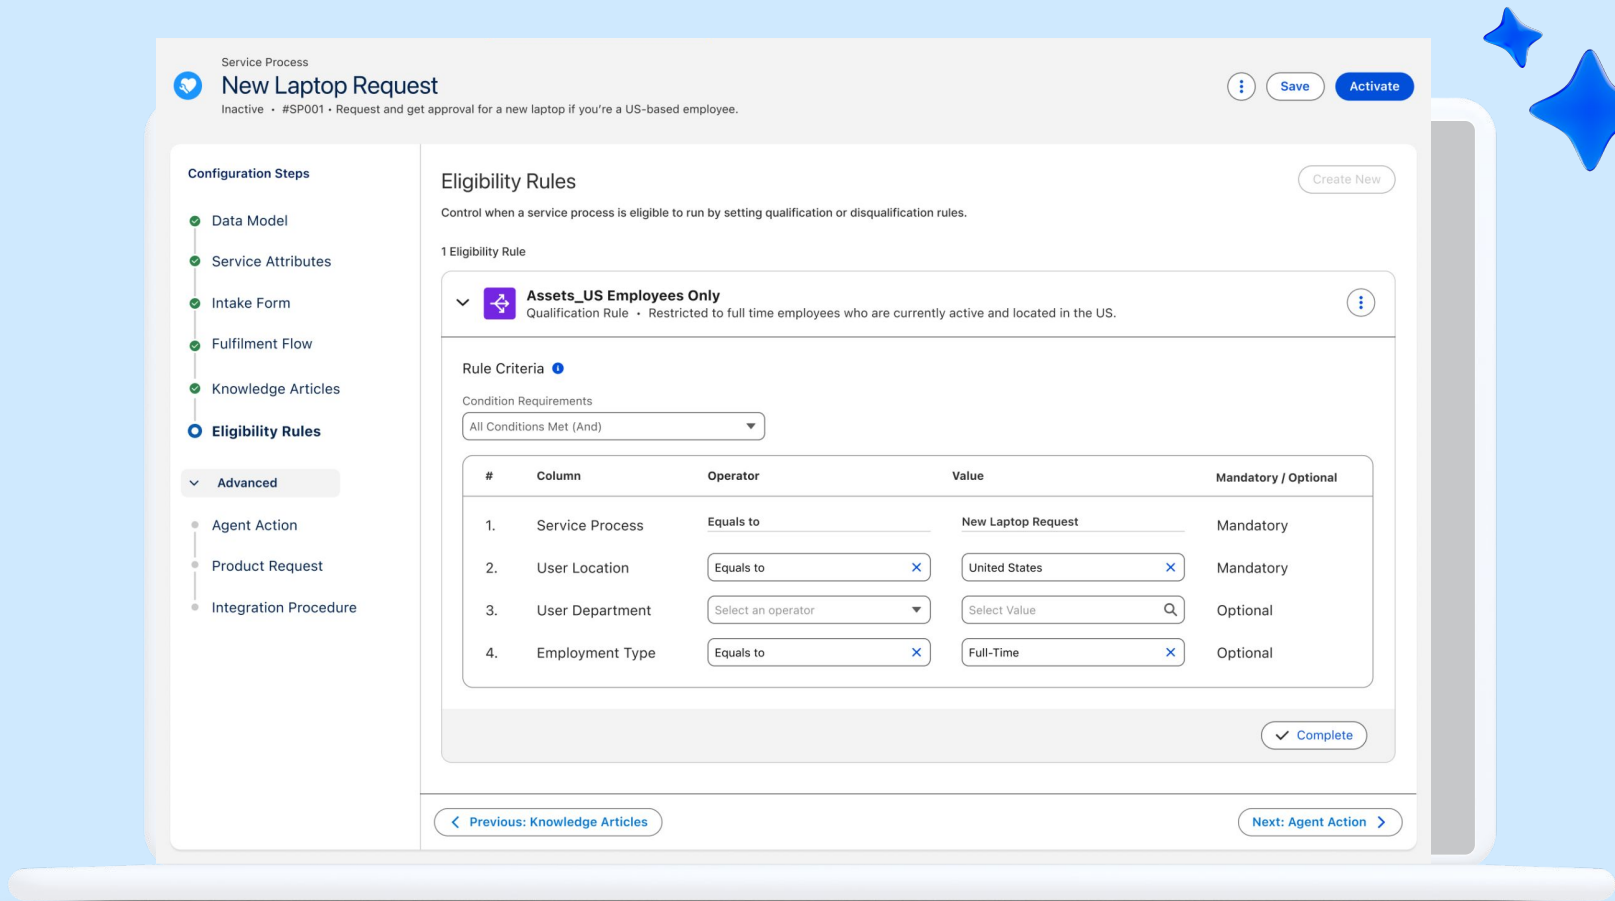 Service Process
New Laptop Request
Inactive • #SP001 • Request and get approval for a new laptop if you're a US-based employee.
Save
Activate
Configuration Steps
Data Model
Service Attributes
Intake Form
Fulfilment Flow
Knowledge Articles
Eligibility Rules
Advanced
Agent Action
Product Request
Integration Procedure
Eligibility Rules
Create New
Control when a service process is eligible to run by setting qualification or disqualification rules.
1 Eligibility Rule
Assets_US Employees Only
Qualification Rule • Restricted to full time employees who are currently active and located in the US.
Rule Criteria
Condition Requirements
All Conditions Met (And)
# Column Operator Value Mandatory / Optional
1. Service Process Equals to New Laptop Request Mandatory
2. User Location Equals to United States Mandatory
3. User Department Select an operator Select Value Optional
4. Employment Type Equals to Full-Time Optional
Complete
Previous: Knowledge Articles
Next: Agent Action